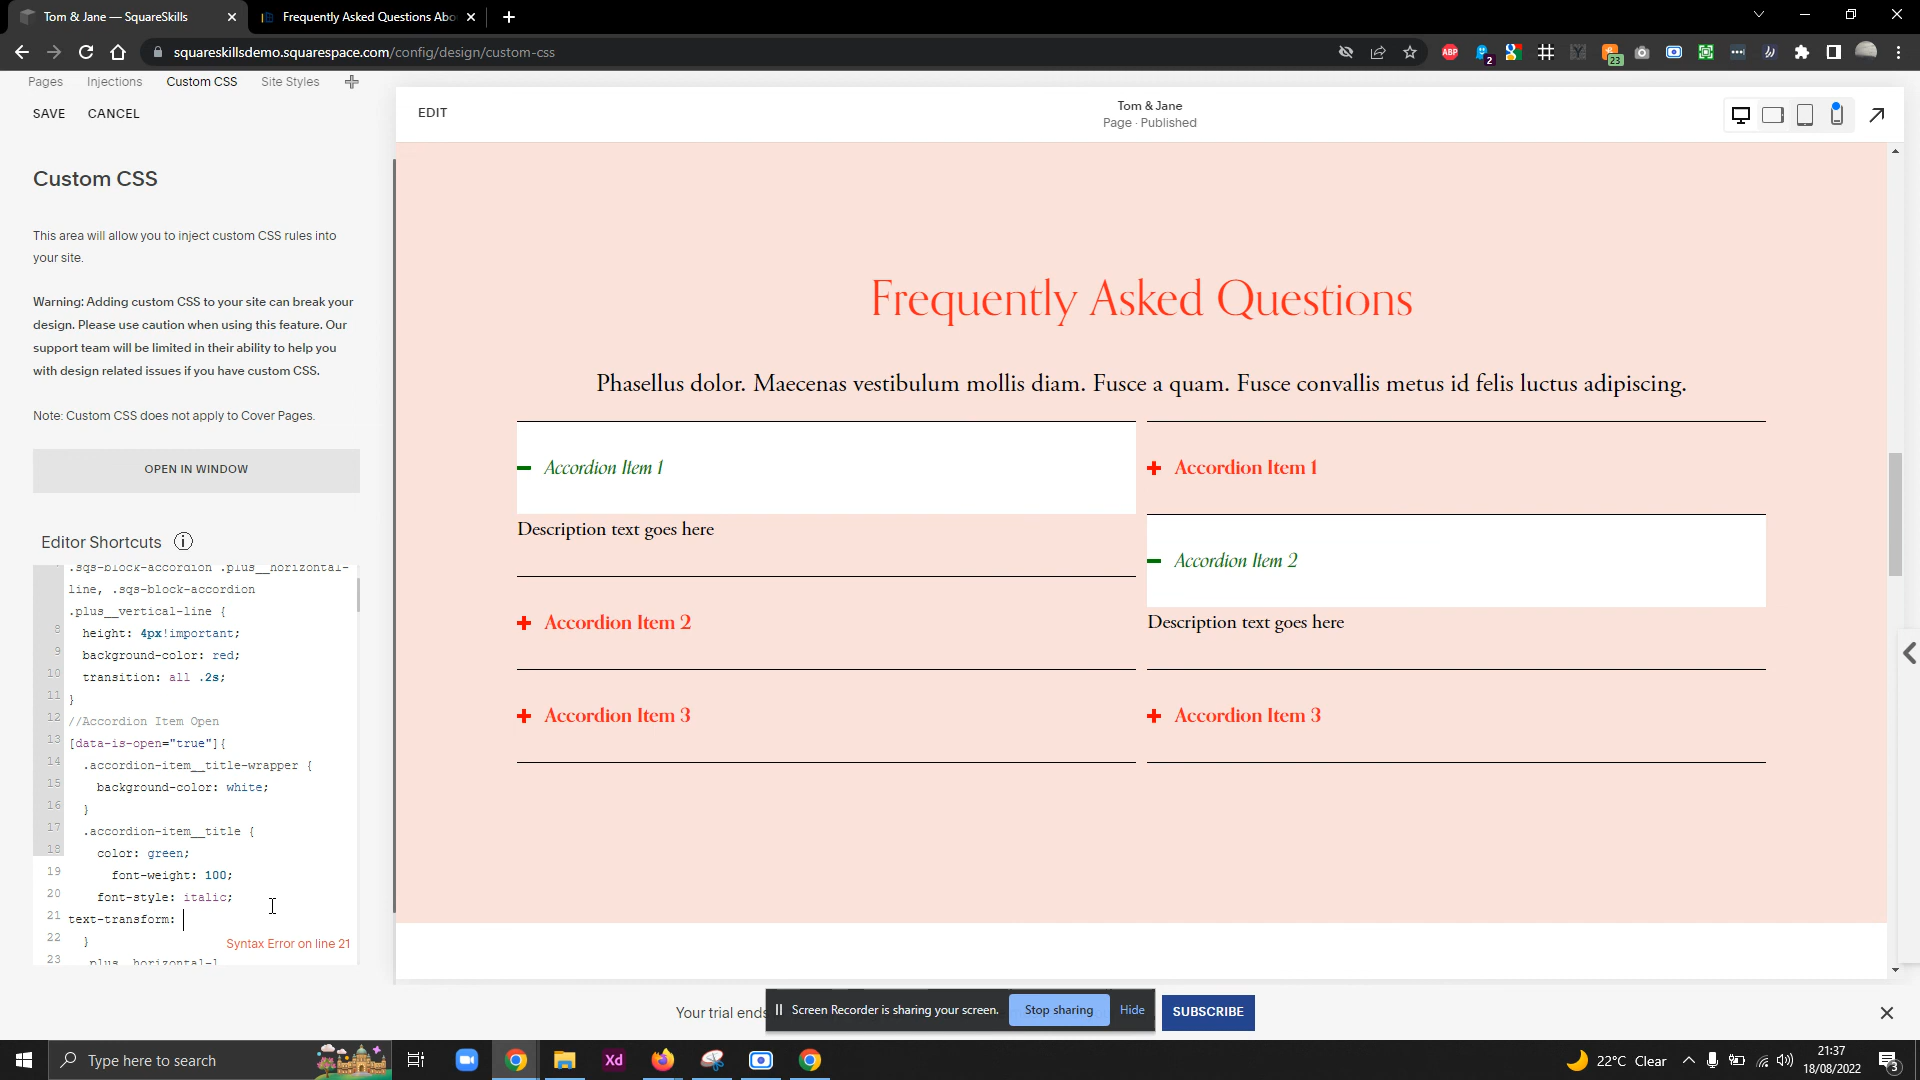 Tom & Jane — SquareSkills
Frequently Asked Questions Abo
squareskillsdemo.squarespace.com/config/design/custom-css
ABP
2
23
Pages
Injections
Custom CSS
Site Styles
SAVE
CANCEL
EDIT
Tom & Jane
Page · Published
Custom CSS
This area will allow you to inject custom CSS rules into
your site.
Warning: Adding custom CSS to your site can break your
design. Please use caution when using this feature. Our
support team will be limited in their ability to help you
with design related issues if you have custom CSS.
Note: Custom CSS does not apply to Cover Pages.
OPEN IN WINDOW
Editor Shortcuts
.sqs-block-accordion .plus__horizontal-
line, .sqs-block-accordion
.plus__vertical-line {
8 height: 4px!important;
9 background-color: red;
10 transition: all .2s;
11 }
12 //Accordion Item Open
13 [data-is-open="true"]{
14 .accordion-item__title-wrapper {
15 background-color: white;
16 }
17 .accordion-item__title {
18 color: green;
19 font-weight: 100;
20 font-style: italic;
21 text-transform:
22 }
Syntax Error on line 21
23 .plus__horizontal-l
Frequently Asked Questions
Phasellus dolor. Maecenas vestibulum mollis diam. Fusce a quam. Fusce convallis metus id felis luctus adipiscing.
Accordion Item 1
Description text goes here
Accordion Item 2
Accordion Item 3
Accordion Item 1
Accordion Item 2
Description text goes here
Accordion Item 3
Your trial ends
Screen Recorder is sharing your screen.
Stop sharing
Hide
SUBSCRIBE
Type here to search
Xd
22°C Clear
21:37
18/08/2022
3